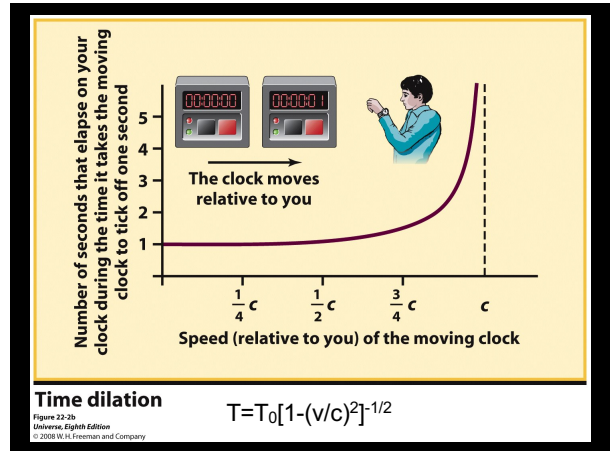 Number of seconds that elapse on your
clock during the time it takes the moving
clock to tick off one second
5
4
3
2
1
00:00:00
00:00:01
The clock moves
relative to you
1/4 c
1/2 c
3/4 c
c
Speed (relative to you) of the moving clock
Time dilation
Figure 22-2b
Universe, Eighth Edition
© 2008 W. H. Freeman and Company
T=T₀[1-(v/c)²]⁻¹/²